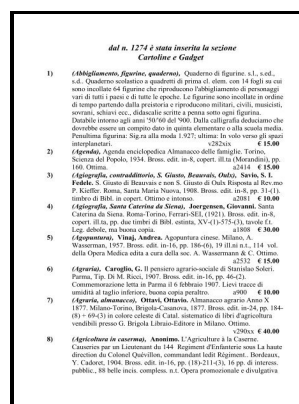 dal n. 1274 è stata inserita la sezione
Cartoline e Gadget
1) (Abbigliamento, figurine, quaderno), Quaderno di figurine. s.l., s.ed.,
s.d.. Quaderno scolastico a quadretti di prima cl. elem. con 14 fogli su cui
sono incollate 64 figurine che riproducono l'abbigliamento di personaggi
vari di tutti i paesi e di tutte le epoche. Le figurine sono incollate in ordine
di tempo partendo dalla preistoria e riproducono militari, civili, musicisti,
sovrani, schiavi ecc., didascalie scritte a penna sotto ogni figurina.
Databile intorno agli anni '50/'60 del '900. Dalla calligrafia deduciamo che
dovrebbe essere un compito dato in quinta elementare o alla scuola media.
Penultima figurina: Sig.ra alla moda 1.927; ultima: In volo verso gli spazi
interplanetari. v282xix € 15.00
2) (Agenda), Agenda enciclopedica Almanacco delle famiglie. Torino,
Scienza del Popolo, 1934. Bross. edit. in-8, copert. ill.ta (Morandini), pp.
160. Ottima. a2414 € 15.00
3) (Agiografia, contraddittorio, S. Giusto, Beauvais, Oulx), Savio, S. I.
Fedele. S. Giusto di Beauvais e non S. Giusto di Oulx Risposta al Rev.mo
P. Kieffer. Roma, Santa Maria Nuova, 1908. Bross. edit. in-8, pp. 31-(1).
timbro di Bibl. in copert. Ottimo e intonso. a2081 € 10.00
4) (Agiografia, Santa Caterina da Siena), Joergensen, Giovanni. Santa
Caterina da Siena. Roma-Torino, Ferrari-SEI, (1921). Bross. edit. in-8,
copert. ill.ta, pp. due timbri di Bibl. estinta, XV-(1)-575-(3), tavole f.t.
Leg. debole, ma buona copia. a1808 € 30.00
5) (Agopuntura), Vinaj, Andrea. Agopuntura cinese. Milano, A.
Wasserman, 1957. Bross. edit. in-16, pp. 186-(6), 19 ill.ni n.t., 114 vol.
della Opera Medica edita a cura della soc. A. Wassermann & C. Ottimo.
a2532 € 15.00
6) (Agraria), Caroglio, G. Il pensiero agrario-sociale di Stanislao Soleri.
Parma, Tip. Di M. Ricci, 1907. Bross. edit. in-16, pp. 46-(2).
Commemorazione letta in Parma il 6 febbraio 1907. Lievi tracce di
umidità al taglio inferiore, buona copia peraltro. a900 € 10.00
7) (Agraria, almanacco), Ottavi, Ottavio. Almanacco agrario Anno X
1877. Milano-Torino, Brigola-Casanova, 1877. Bross. edit. in-24, pp. 184-
(8) + 69-(3) in colore celeste di Catal. sistematico di libri d'agricoltura
vendibili presso G. Brigola Libraio-Editore in Milano. Ottimo.
v290xx € 40.00
8) (Agricoltura in caserma), Anonimo. L'Agriculture à la Caserne.
Causeries par un Lieutenant du 144 Regiment d'Enfanterie sous La haute
direction du Colonel Quévillon, commandant ledit Régiment.. Bordeaux,
Y. Cadoret, 1904. Bross. edit. in-16, pp. (18)-211-(3), 16 pp. di interess.
pubblic., 88 belle incis. compless. n.t. Opera promozionale e divulgativa